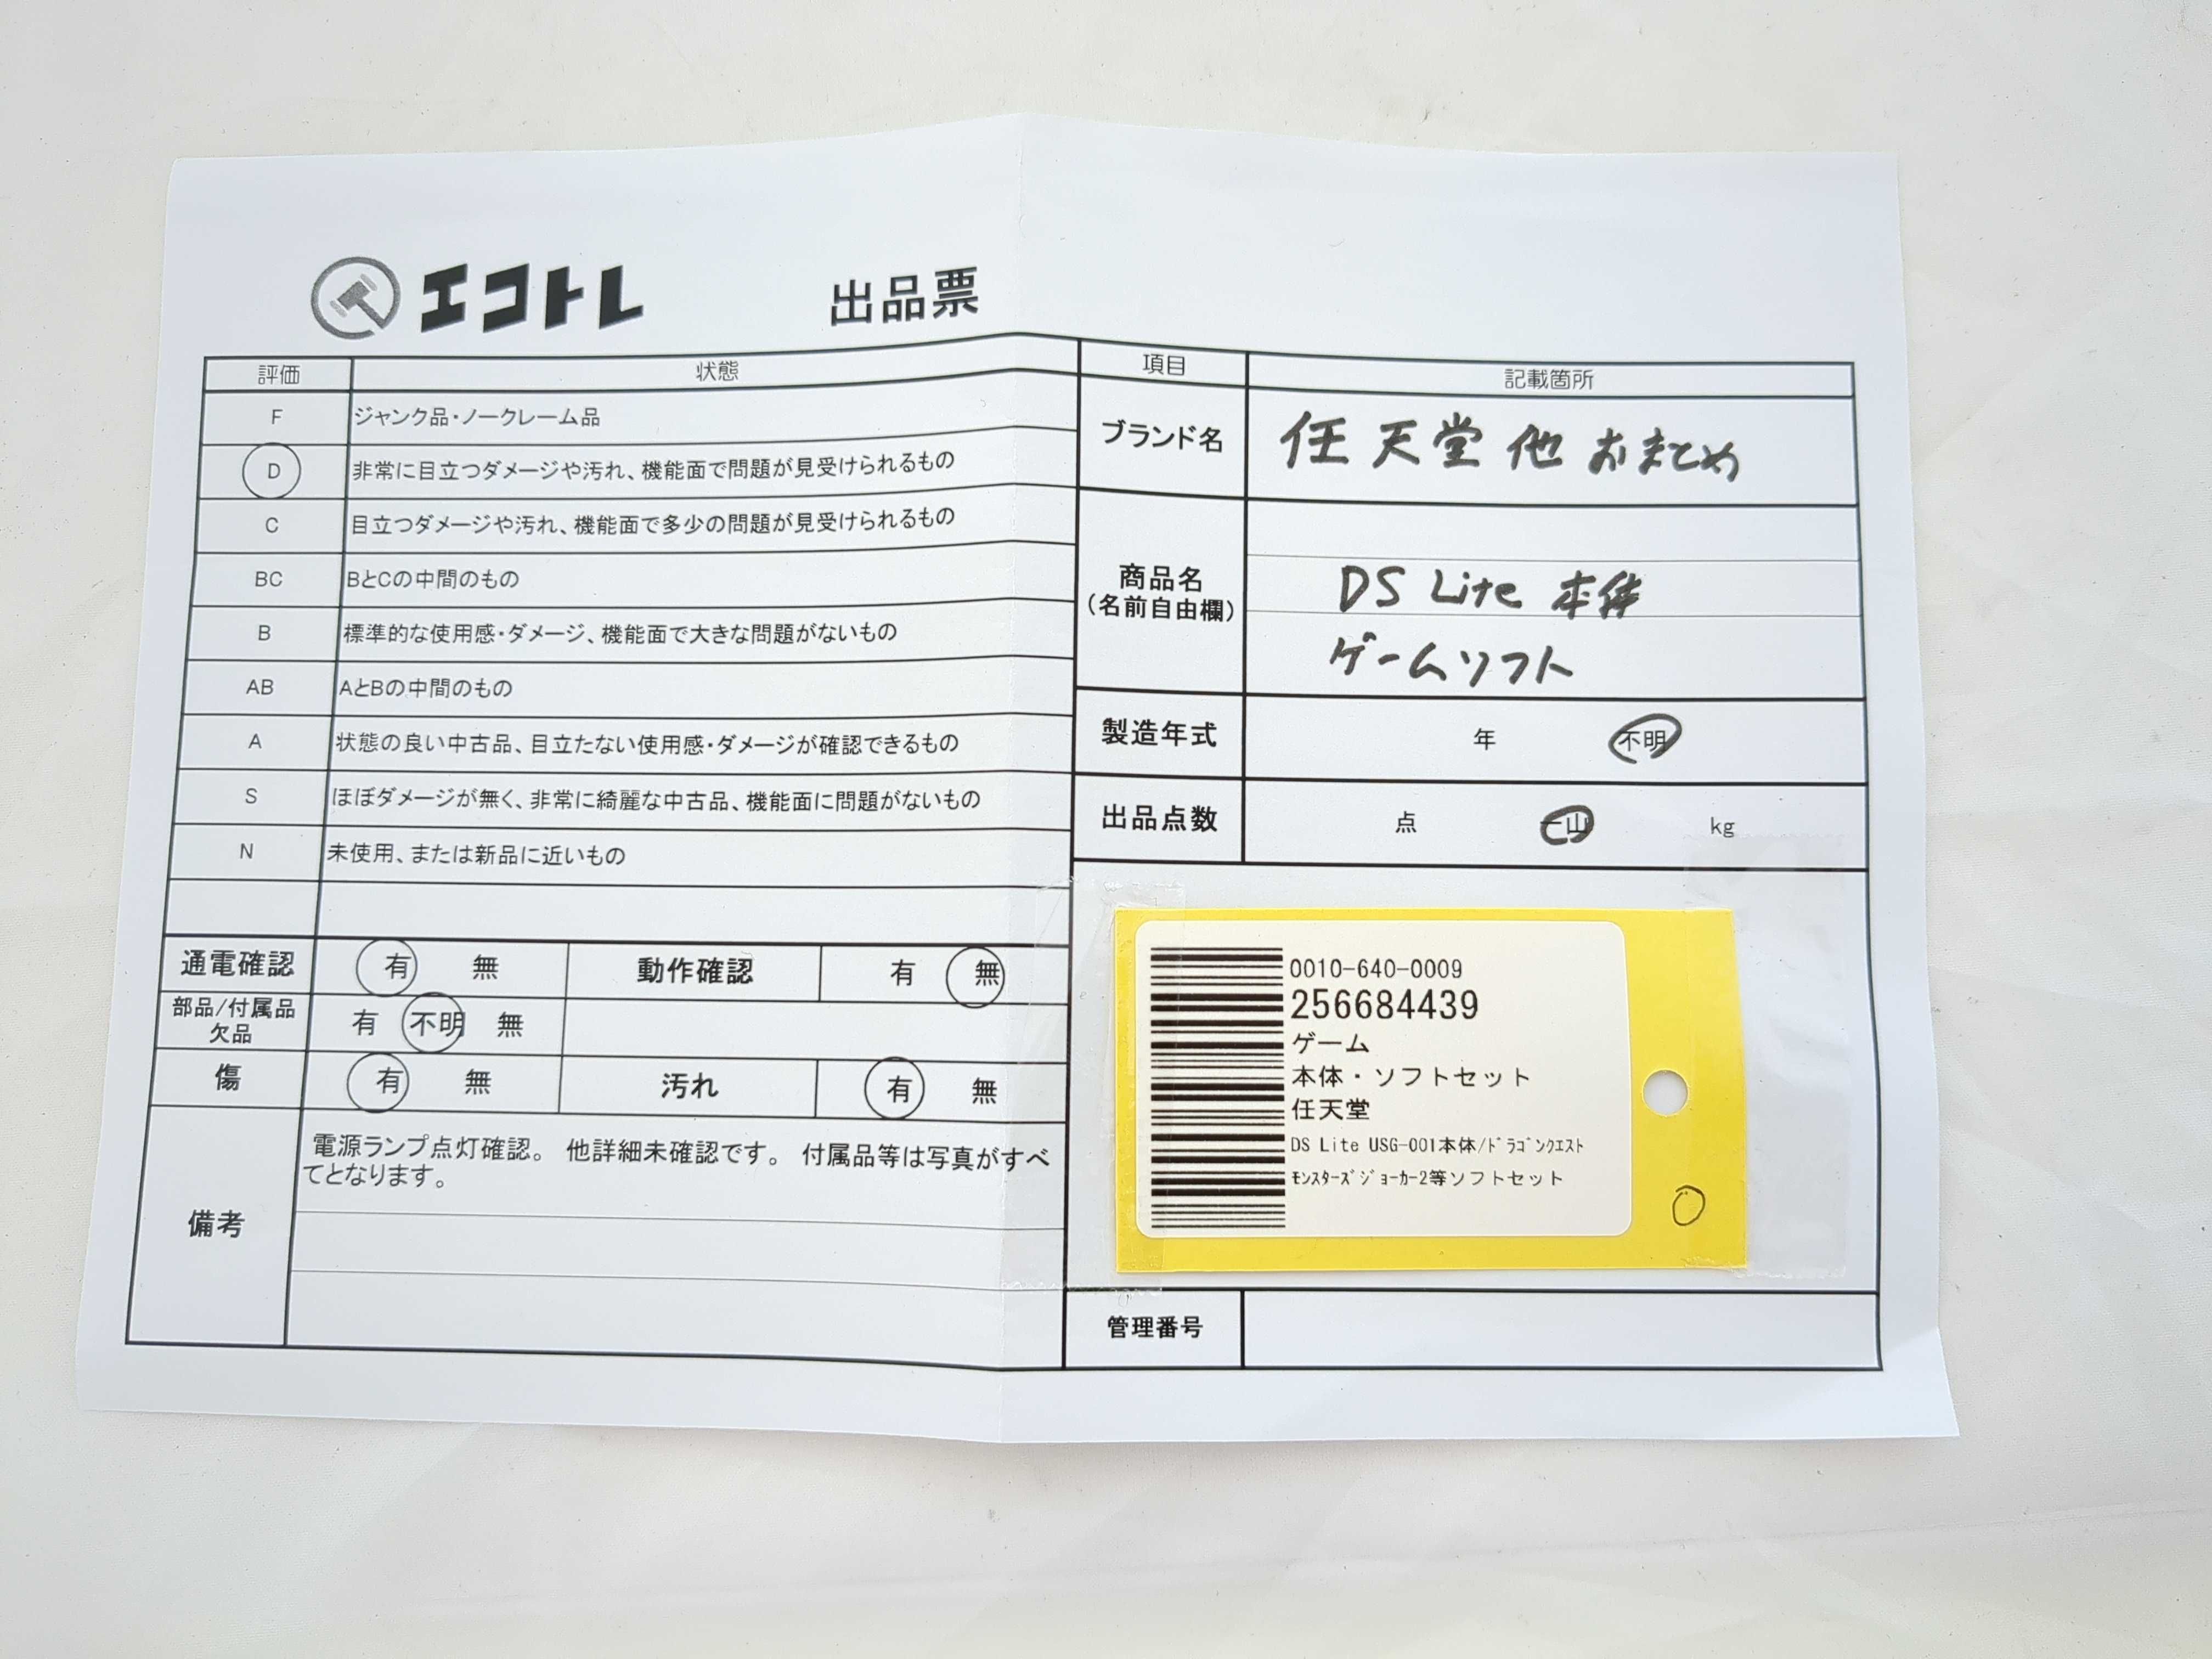 エコトレ 出品票
評価 状態
F ジャンク品・ノークレーム品
D 非常に目立つダメージや汚れ、機能面で問題が見受けられるもの
C 目立つダメージや汚れ、機能面で多少の問題が見受けられるもの
BC BとCの中間のもの
B 標準的な使用感・ダメージ、機能面で大きな問題がないもの
AB AとBの中間のもの
A 状態の良い中古品、目立たない使用感・ダメージが確認できるもの
S ほぼダメージが無く、非常に綺麗な中古品、機能面に問題がないもの
N 未使用、または新品に近いもの
通電確認 有 無 動作確認 有 無
部品/付属品
欠品 有 不明 無
傷 有 無 汚れ 有 無
備考
電源ランプ点灯確認。 他詳細未確認です。 付属品等は写真がすべ
てとなります。
項目 記載箇所
ブランド名 任天堂他おまとめ
商品名
(名前自由欄)
DS Lite 本体
ゲームソフト
製造年式 年 不明
出品点数 点 一山 kg
0010-640-0009
256684439
ゲーム
本体・ソフトセット
任天堂
DS Lite USG-001本体/ﾄﾞﾗｺﾞﾝｸｴｽﾄ
ﾓﾝｽﾀｰｽﾞｼﾞｮｰｶｰ2等ソフトセット
管理番号